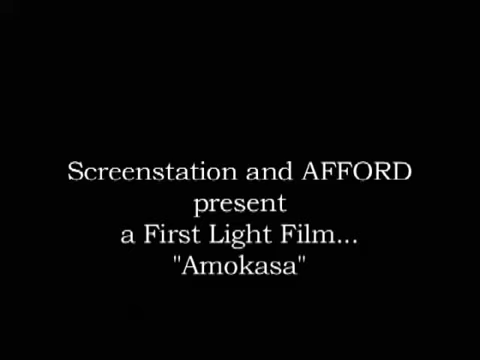 Screenstation and AFFORD
present
a First Light Film...
"Amokasa"